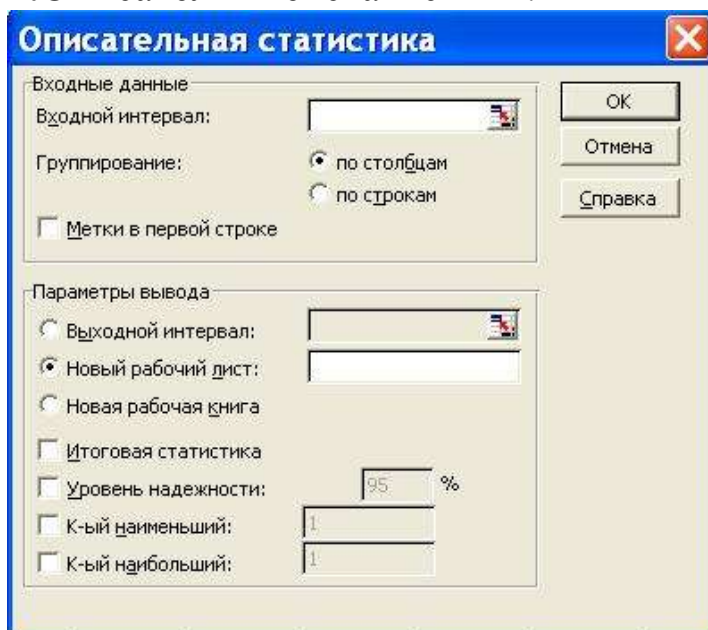 Описательная статистика
Входные данные
Входной интервал:
Группирование:
по столбцам
по строкам
Метки в первой строке
ОК
Отмена
Справка
Параметры вывода
Выходной интервал:
Новый рабочий лист:
Новая рабочая книга
Итоговая статистика
Уровень надежности: 95 %
К-ый наименьший: 1
К-ый наибольший: 1